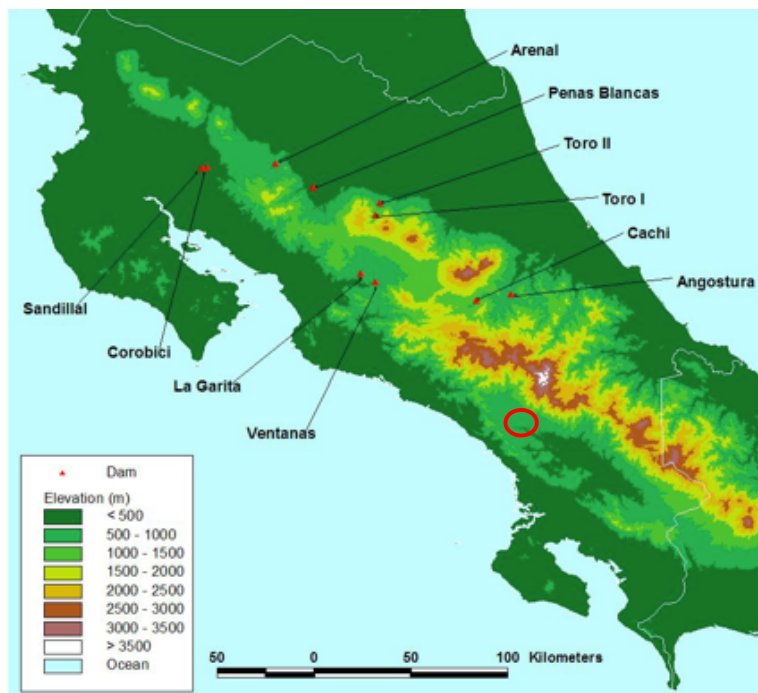 Arenal
Penas Blancas
Toro II
Toro I
Cachi
Angostura
Sandillal
Corobici
La Garita
Ventanas
Dam
Elevation (m)
< 500
500 - 1000
1000 - 1500
1500 - 2000
2000 - 2500
2500 - 3000
3000 - 3500
> 3500
Ocean
50 0 50 100 Kilometers